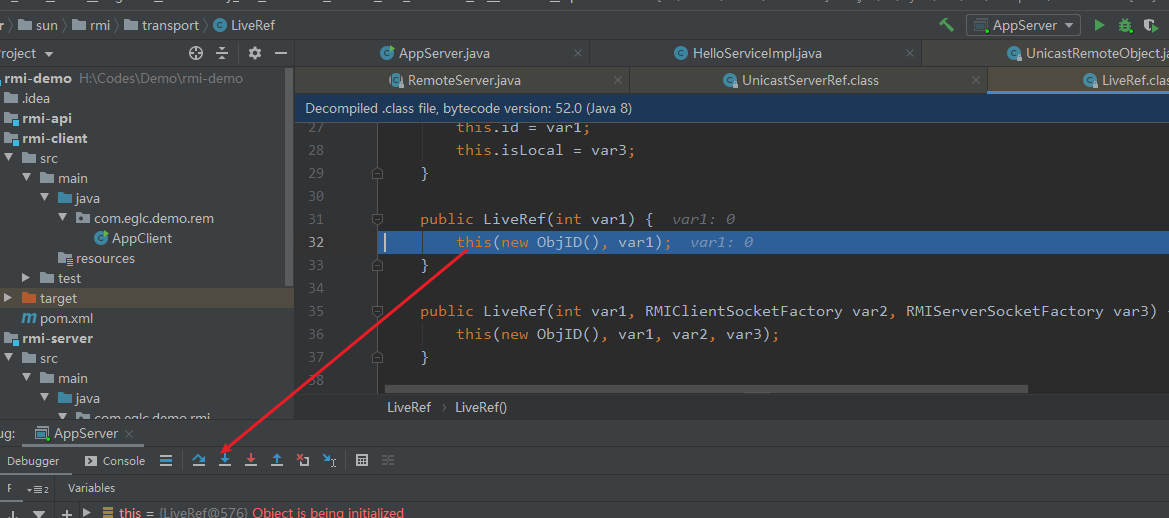 r sun rmi transport LiveRef AppServer
roject AppServer.java HelloServiceImpl.java UnicastRemoteObject.ja
rmi-demo H:\Codes\Demo\rmi-demo RemoteServer.java UnicastServerRef.class LiveRef.clas
.idea
Decompiled .class file, bytecode version: 52.0 (Java 8)
rmi-api
27 this.id = var1;
rmi-client
28 this.isLocal = var3;
src
29 }
main
30
java
31 public LiveRef(int var1) { var1: 0
com.eglc.demo.rem
32 this(new ObjID(), var1); var1: 0
AppClient
33 }
resources
34
test
35 public LiveRef(int var1, RMIClientSocketFactory var2, RMIServerSocketFactory var3) {
target
36 this(new ObjID(), var1, var2, var3);
pom.xml
37 }
rmi-server
38
src
main
java
LiveRef LiveRef()
com.eglc.demo.rmi
ug: AppServer
Debugger Console
F 2 Variables
this = {LiveRef@576} Object is being initialized